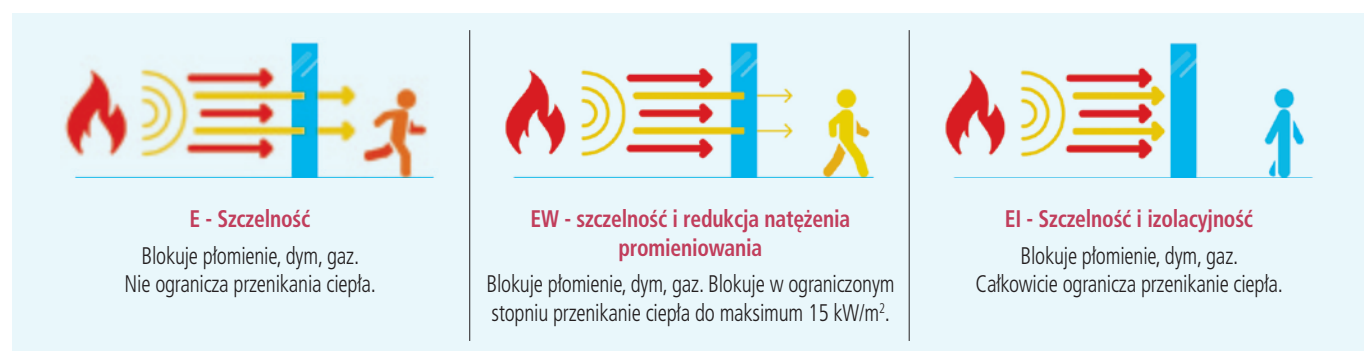 E - Szczelność
Blokuje płomienie, dym, gaz.
Nie ogranicza przenikania ciepła.
EW - szczelność i redukcja natężenia
promieniowania
Blokuje płomienie, dym, gaz. Blokuje w ograniczonym
stopniu przenikanie ciepła do maksimum 15 kW/m².
EI - Szczelność i izolacyjność
Blokuje płomienie, dym, gaz.
Całkowicie ogranicza przenikanie ciepła.